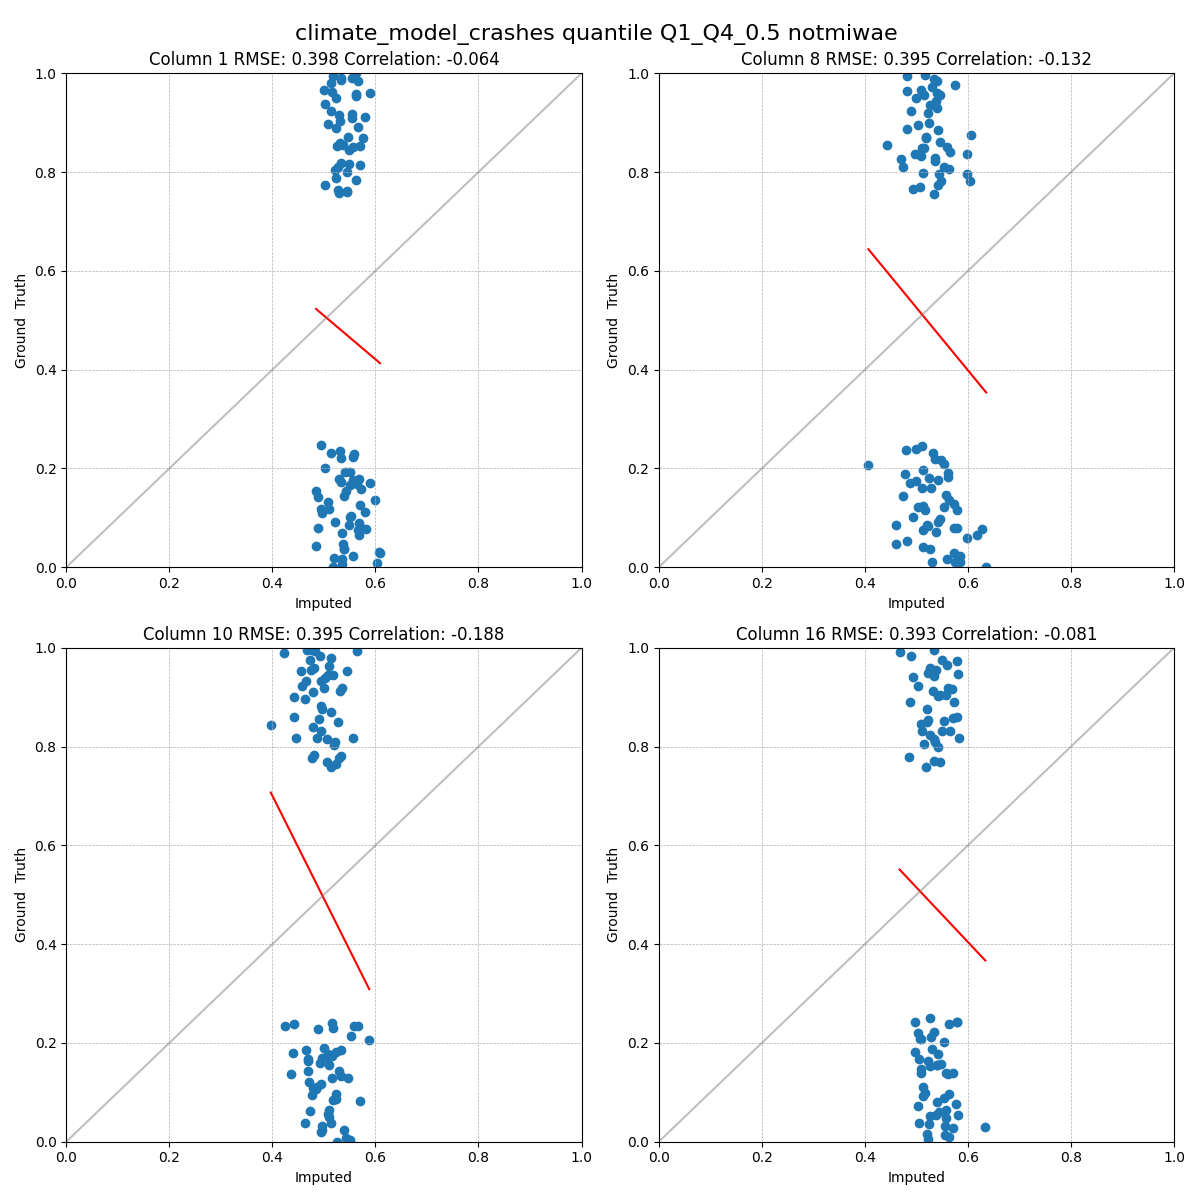 climate_model_crashes quantile Q1_Q4_0.5 notmiwae
Column 1 RMSE: 0.398 Correlation: -0.064
1.0
0.8
0.6
0.4
0.2
0.0
Ground Truth
0.0 0.2 0.4 0.6 0.8 1.0
Imputed
Column 8 RMSE: 0.395 Correlation: -0.132
1.0
0.8
0.6
0.4
0.2
0.0
Ground Truth
0.0 0.2 0.4 0.6 0.8 1.0
Imputed
Column 10 RMSE: 0.395 Correlation: -0.188
1.0
0.8
0.6
0.4
0.2
0.0
Ground Truth
0.0 0.2 0.4 0.6 0.8 1.0
Imputed
Column 16 RMSE: 0.393 Correlation: -0.081
1.0
0.8
0.6
0.4
0.2
0.0
Ground Truth
0.0 0.2 0.4 0.6 0.8 1.0
Imputed